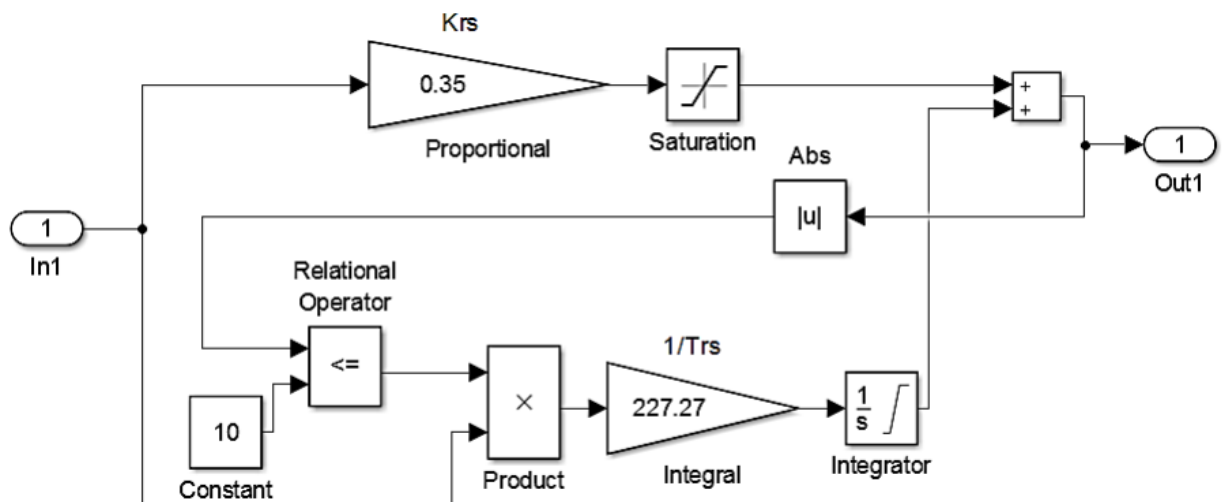 Krs
0.35
Proportional
Saturation
+
+
1
Out1
Abs
|u|
1
In1
Relational
Operator
<=
10
Constant
×
Product
1/Trs
227.27
Integral
1
s
Integrator